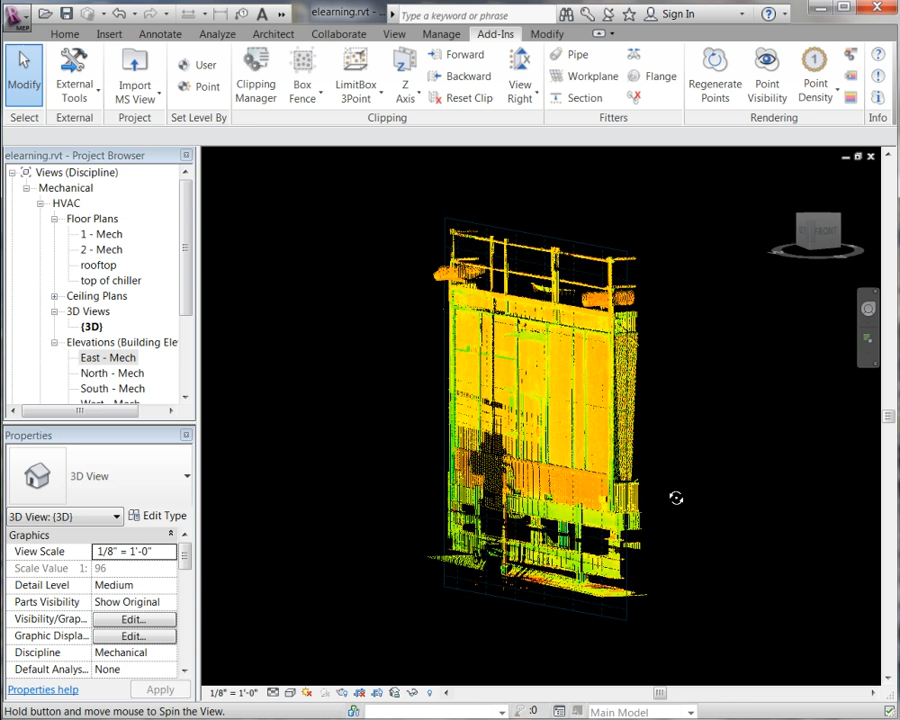 elearning.rvt - ...
Type a keyword or phrase
Sign In
MEP
Home Insert Annotate Analyze Architect Collaborate View Manage Add-Ins Modify
Modify
External Tools
Import MS View
User
Point
Clipping Manager
Box Fence
LimitBox 3Point
Z Axis
Forward
Backward
Reset Clip
View Right
Pipe
Workplane
Section
Flange
Regenerate Points
Point Visibility
Point Density
Select External Project Set Level By Clipping Fitters Rendering Info
elearning.rvt - Project Browser
Views (Discipline)
Mechanical
HVAC
Floor Plans
1 - Mech
2 - Mech
rooftop
top of chiller
Ceiling Plans
3D Views
{3D}
Elevations (Building Ele
East - Mech
North - Mech
South - Mech
West - Mech
FRONT
Properties
3D View
3D View: {3D}
Edit Type
Graphics
View Scale 1/8" = 1'-0"
Scale Value 1: 96
Detail Level Medium
Parts Visibility Show Original
Visibility/Grap... Edit...
Graphic Displa... Edit...
Discipline Mechanical
Default Analys... None
Properties help Apply
1/8" = 1'-0"
Hold button and move mouse to Spin the View.
:0
Main Model